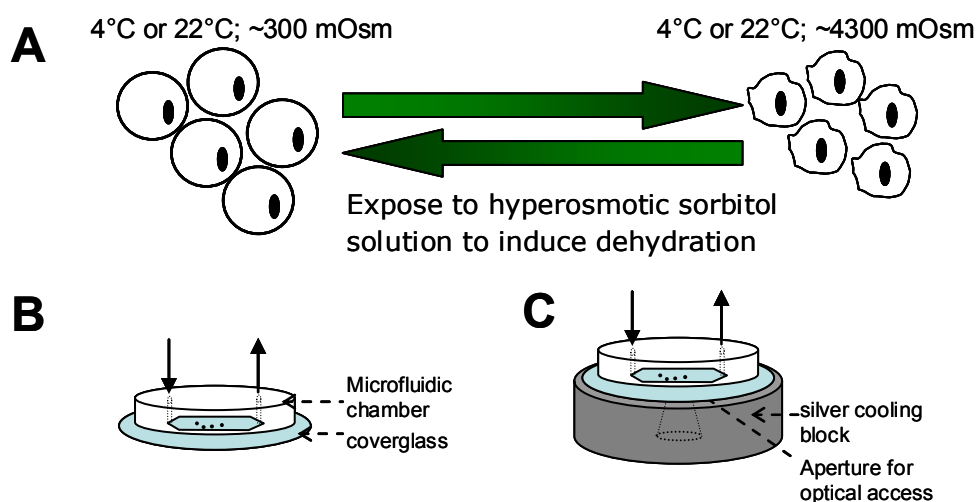 A
4°C or 22°C; ~300 mOsm
4°C or 22°C; ~4300 mOsm
Expose to hyperosmotic sorbitol
solution to induce dehydration
B
Microfluidic
chamber
coverglass
C
silver cooling
block
Aperture for
optical access